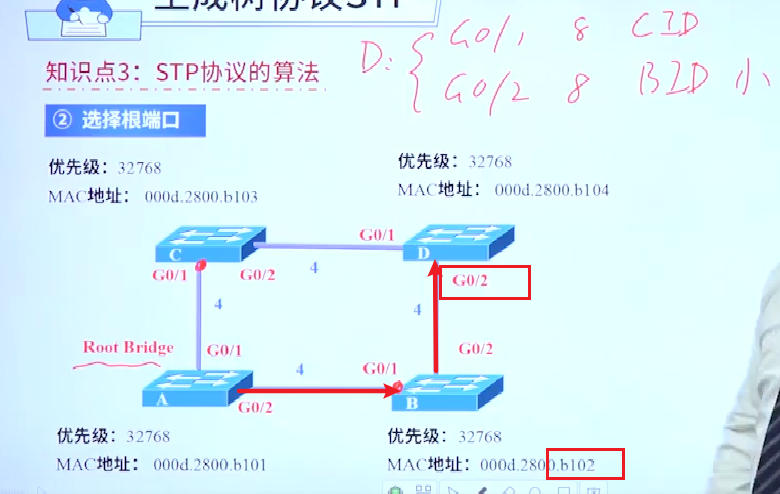 生成树协议STP
知识点3：STP协议的算法
D: G0/1 8 CID
G0/2 8 BID 小
② 选择根端口
优先级：32768
MAC地址： 000d.2800.b103
优先级：32768
MAC地址： 000d.2800.b104
C
G0/1
G0/2
4
G0/1
D
G0/2
4
4
Root Bridge
G0/1
A
G0/2
4
G0/1
G0/2
B
优先级：32768
MAC地址： 000d.2800.b101
优先级：32768
MAC地址：000d.2800.b102